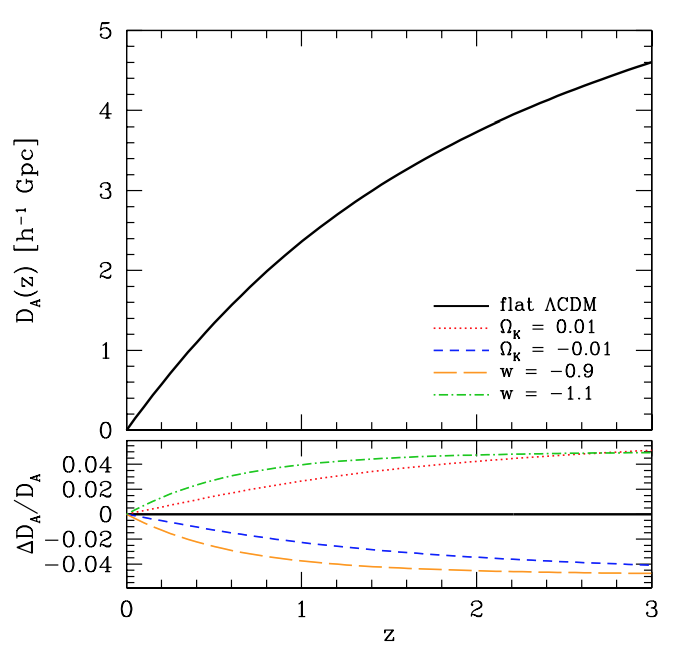 5
4
3
2
1
0
D_A(z) [h⁻¹ Gpc]
flat ΛCDM
Ω_K = 0.01
Ω_K = −0.01
w = −0.9
w = −1.1
0.04
0.02
0
−0.02
−0.04
ΔD_A/D_A
0 1 2 3
z